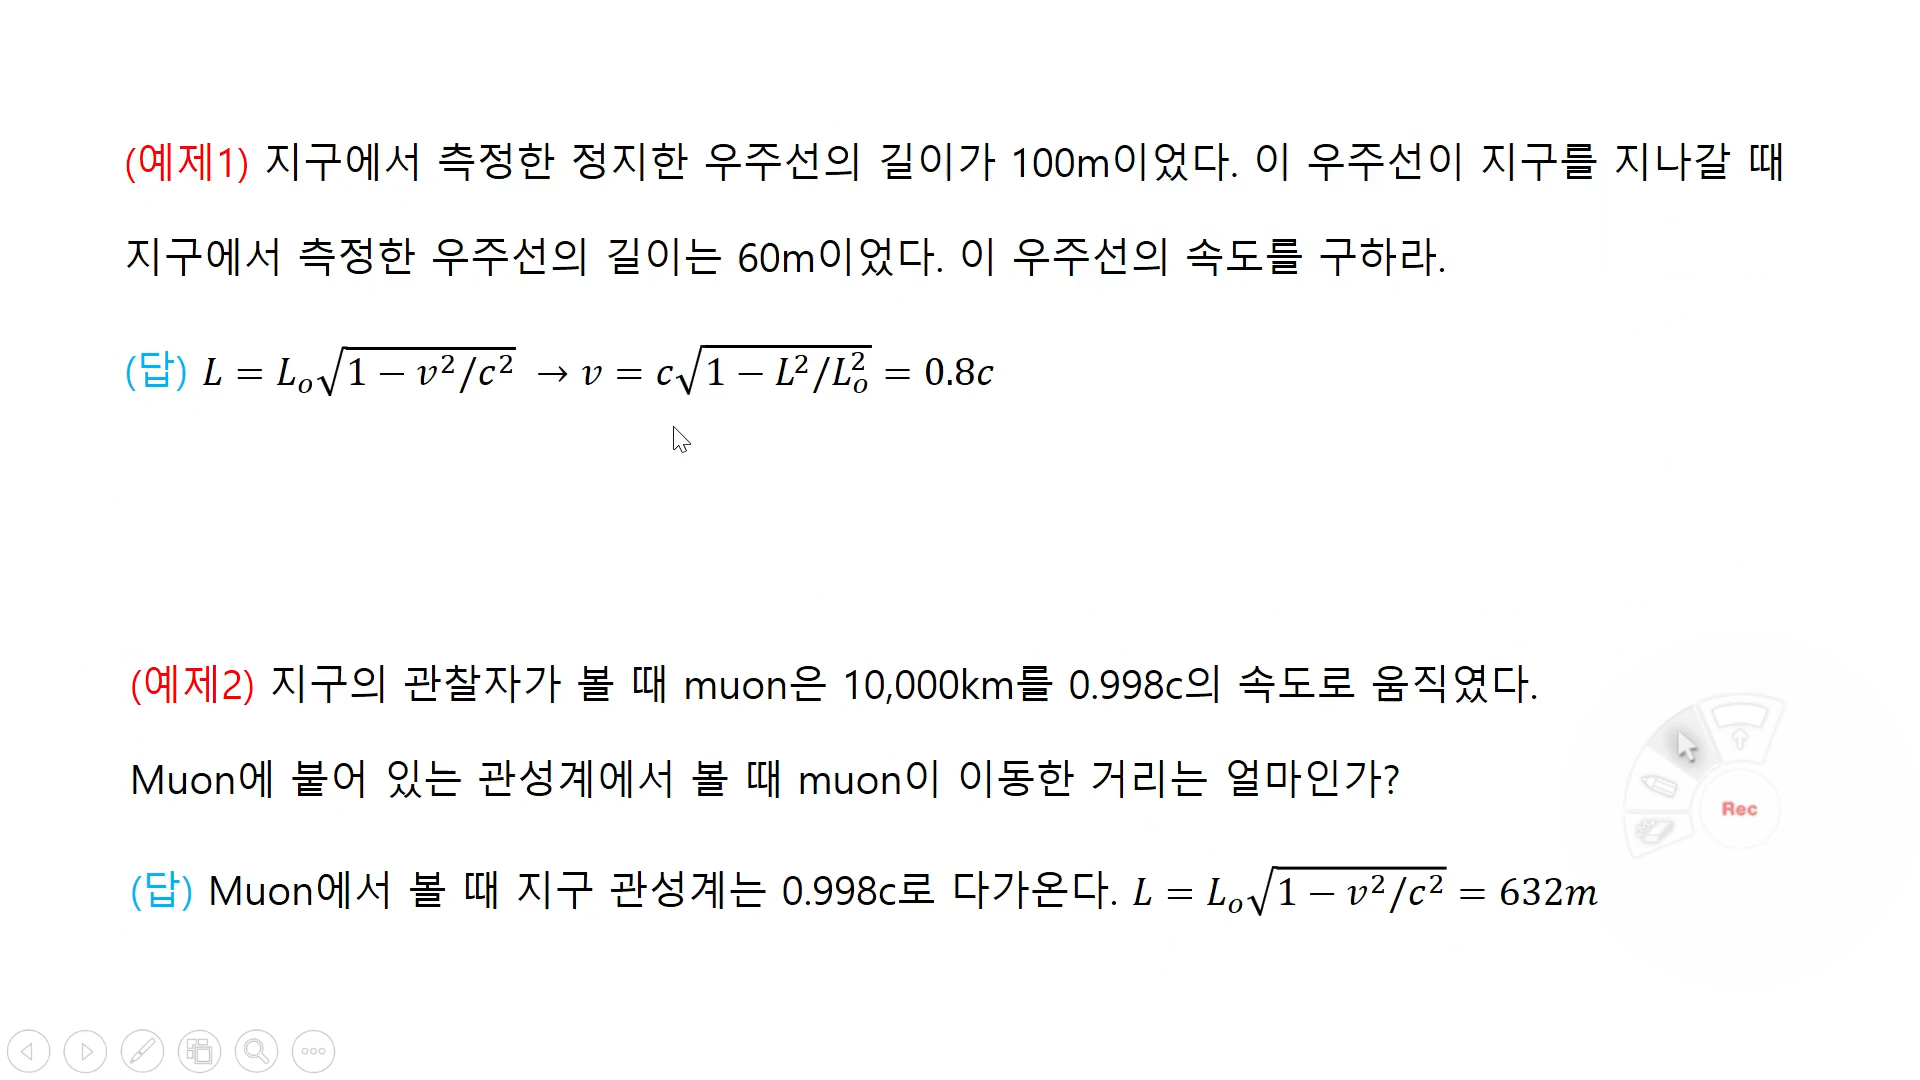 (예제1) 지구에서 측정한 정지한 우주선의 길이가 100m이었다. 이 우주선이 지구를 지나갈 때
지구에서 측정한 우주선의 길이는 60m이었다. 이 우주선의 속도를 구하라.
(답) L = L₀√(1 − v²/c²) → v = c√(1 − L²/L₀²) = 0.8c
(예제2) 지구의 관찰자가 볼 때 muon은 10,000km를 0.998c의 속도로 움직였다.
Muon에 붙어 있는 관성계에서 볼 때 muon이 이동한 거리는 얼마인가?
Rec
(답) Muon에서 볼 때 지구 관성계는 0.998c로 다가온다. L = L₀√(1 − v²/c²) = 632m